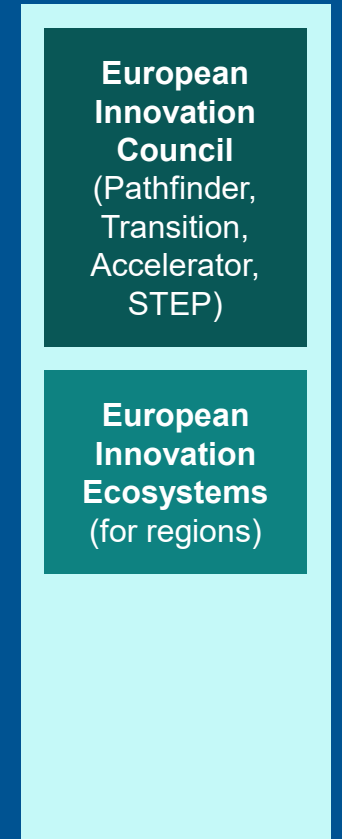 European
Innovation
Council
(Pathfinder,
Transition,
Accelerator,
STEP)
European
Innovation
Ecosystems
(for regions)